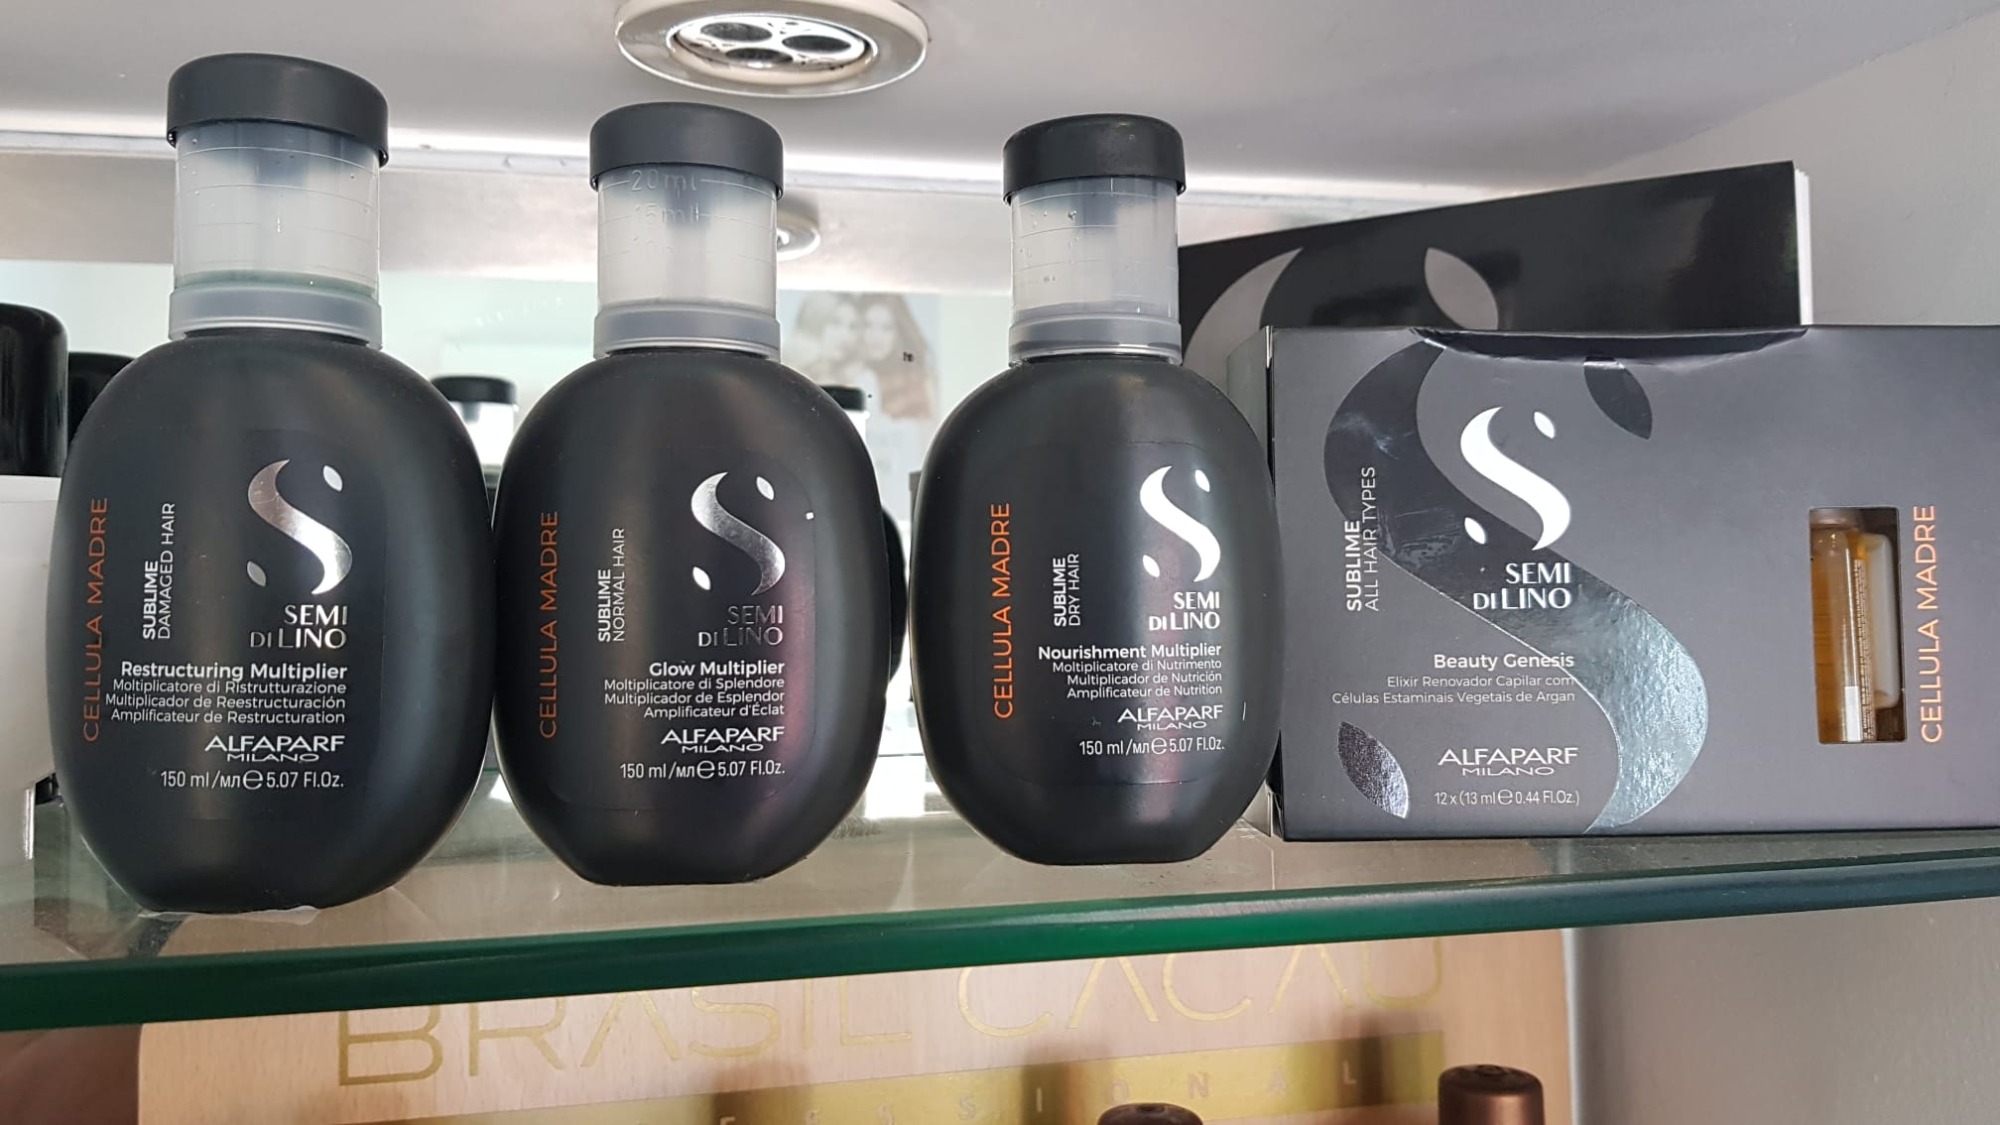 CELLULA MADRE
SUBLIME
DAMAGED HAIR
SEMI
DI LINO
Restructuring Multiplier
Moltiplicatore di Ristrutturazione
Multiplicador de Reestructuración
Amplificateur de Restructuration
ALFAPARF
MILANO
150 ml/мл℮5.07 Fl.Oz.
20ml
15ml
10ml
CELLULA MADRE
SUBLIME
NORMAL HAIR
SEMI
DI LINO
Glow Multiplier
Moltiplicatore di Splendore
Multiplicador de Esplendor
Amplificateur d'Éclat
ALFAPARF
MILANO
150 ml/мл℮5.07 Fl.Oz.
CELLULA MADRE
SUBLIME
DRY HAIR
SEMI
DI LINO
Nourishment Multiplier
Moltiplicatore di Nutrimento
Multiplicador de Nutrición
Amplificateur de Nutrition
ALFAPARF
MILANO
150 ml/мл℮5.07 Fl.Oz.
SUBLIME
ALL HAIR TYPES
SEMI
DI LINO
Beauty Genesis
Elixir Renovador Capilar com
Células Estaminais Vegetais de Argan
ALFAPARF
MILANO
12 x (13 ml℮0.44 Fl.Oz.)
CELLULA MADRE
BRASIL CACAU